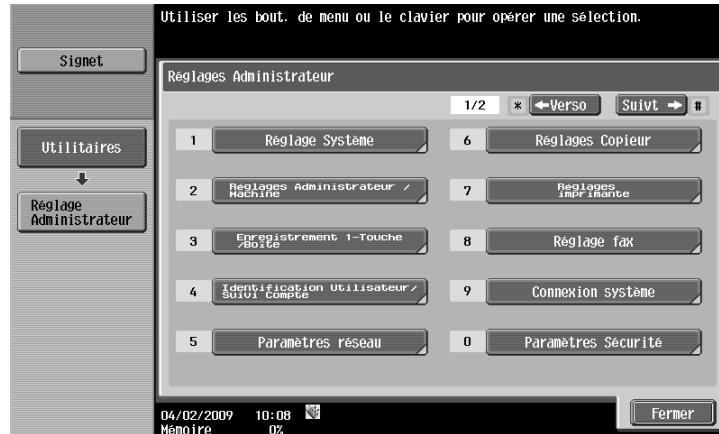 Utiliser les bout. de menu ou le clavier pour opérer une sélection.
Signet
Réglages Administrateur
1/2 * ←Verso Suivt → #
Utilitaires
Réglage
Administrateur
1 Réglage Système
2 Réglages Administrateur /
Machine
3 Enregistrement 1-Touche
/Boîte
4 Identification Utilisateur/
Suivi Compte
5 Paramètres réseau
6 Réglages Copieur
7 Réglages
imprimante
8 Réglage fax
9 Connexion système
0 Paramètres Sécurité
Fermer
04/02/2009 10:08
Mémoire 0%